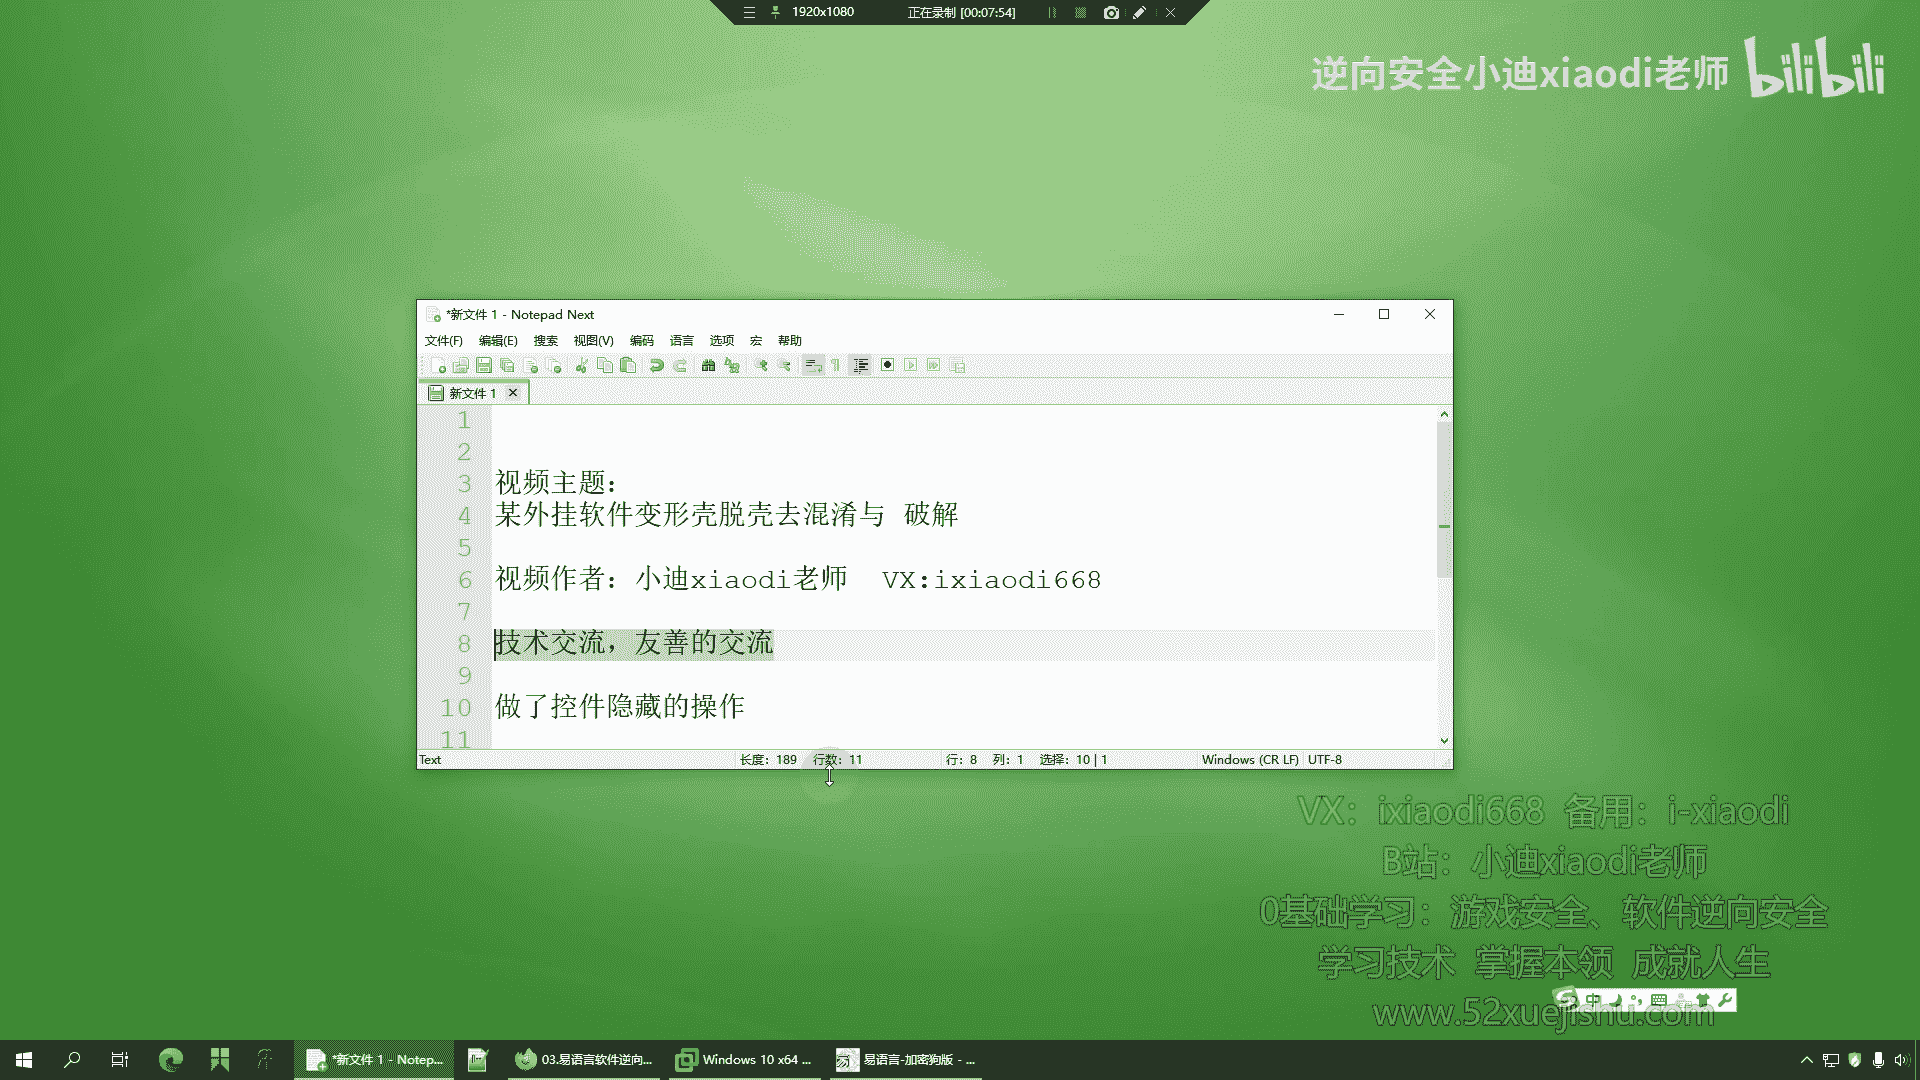 1920x1080 正在录制 [00:07:54]
逆向安全小迪xiaodi老师 bilibili
*新文件 1 - Notepad Next
文件(F) 编辑(E) 搜索 视图(V) 编码 语言 选项 宏 帮助
新文件 1
1
2
3 视频主题：
4 某外挂软件变形壳脱壳去混淆与 破解
5
6 视频作者：小迪xiaodi老师 VX:ixiaodi668
7
8 技术交流，友善的交流
9
10 做了控件隐藏的操作
11
Text 长度：189 行数：11 行：8 列：1 选择：10 | 1 Windows (CR LF) UTF-8
VX：ixiaodi668 备用：i-xiaodi
B站：小迪xiaodi老师
0基础学习：游戏安全、软件逆向安全
学习技术 掌握本领 成就人生
中
www.52xuejishu.com
*新文件 1 - Notep... 03.易语言软件逆向... Windows 10 x64 ... 易语言-加密狗版 - ...